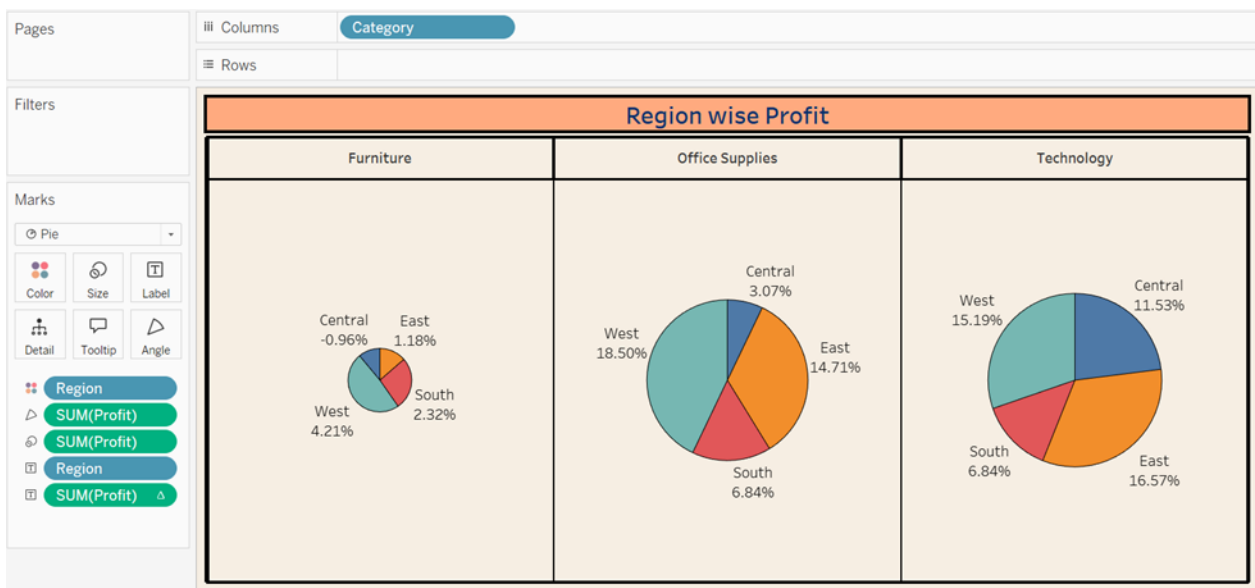 Pages
Columns
Category
Rows
Filters
Region wise Profit
Furniture
Office Supplies
Technology
Marks
Pie
Color
Size
Label
Detail
Tooltip
Angle
Region
SUM(Profit)
SUM(Profit)
Region
SUM(Profit)
Central
-0.96%
East
1.18%
South
2.32%
West
4.21%
Central
3.07%
East
14.71%
South
6.84%
West
18.50%
Central
11.53%
East
16.57%
South
6.84%
West
15.19%